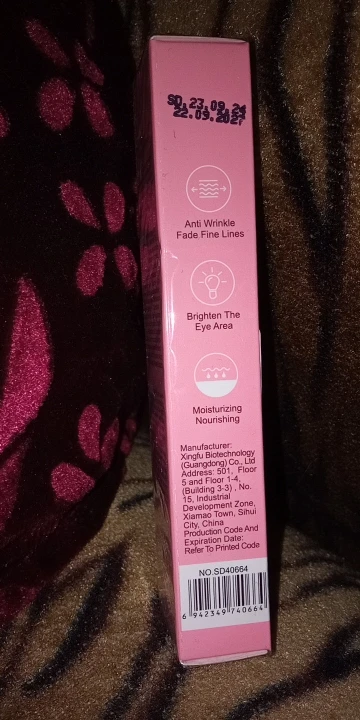 SD, 23.09.24
22.09.2027
Anti Wrinkle
Fade Fine Lines
Brighten The
Eye Area
Moisturizing
Nourishing
Manufacturer:
Xingfu Biotechnology
(Guangdong) Co., Ltd
Address: 501, Floor
5 and Floor 1-4,
(Building 3-3) , No.
15, Industrial
Development Zone,
Xiamao Town, Sihui
City, China
Production Code And
Expiration Date:
Refer To Printed Code
NO.SD40664
6 942349 740664